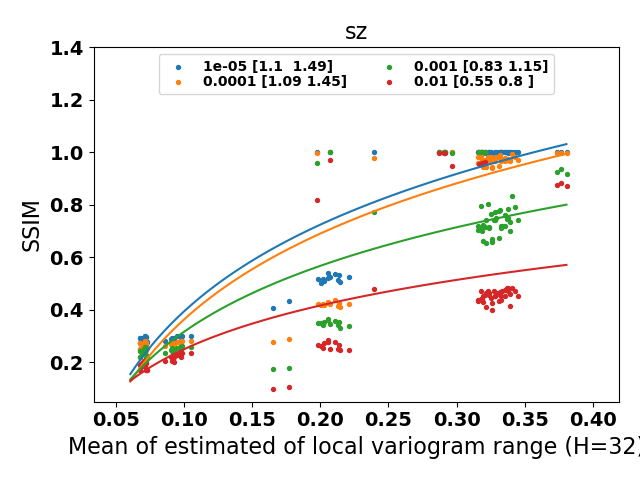 sz
1e-05 [1.1 1.49]
0.0001 [1.09 1.45]
0.001 [0.83 1.15]
0.01 [0.55 0.8 ]
SSIM
1.4
1.2
1.0
0.8
0.6
0.4
0.2
0.05 0.10 0.15 0.20 0.25 0.30 0.35 0.40
Mean of estimated of local variogram range (H=32)